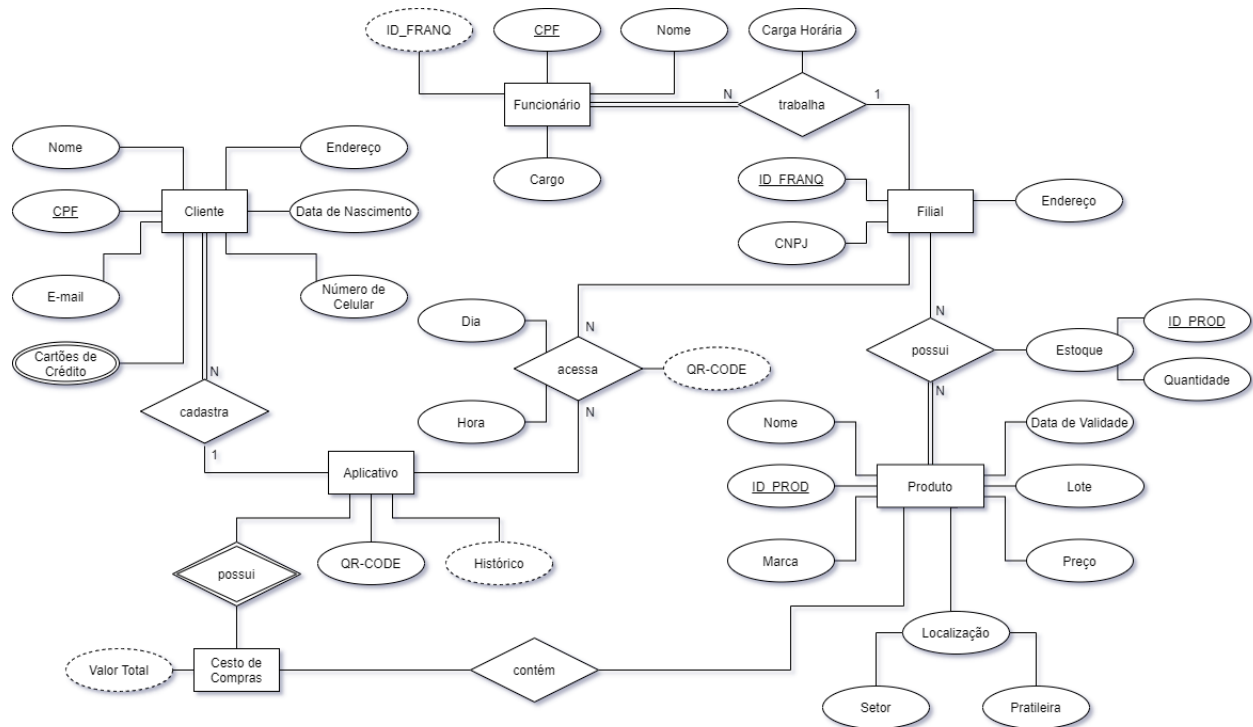 ID_FRANQ
CPF
Nome
Carga Horária
Funcionário
N
trabalha
1
Cargo
Nome
Endereço
CPF
Cliente
Data de Nascimento
E-mail
Número de
Celular
Cartões de
Crédito
N
cadastra
1
ID_FRANQ
Filial
Endereço
CNPJ
Dia
N
acessa
QR-CODE
Hora
N
N
possui
Estoque
ID_PROD
Quantidade
N
Aplicativo
QR-CODE
Histórico
possui
Nome
Data de Validade
ID_PROD
Produto
Lote
Marca
Preço
Localização
Setor
Pratileira
Valor Total
Cesto de
Compras
contém